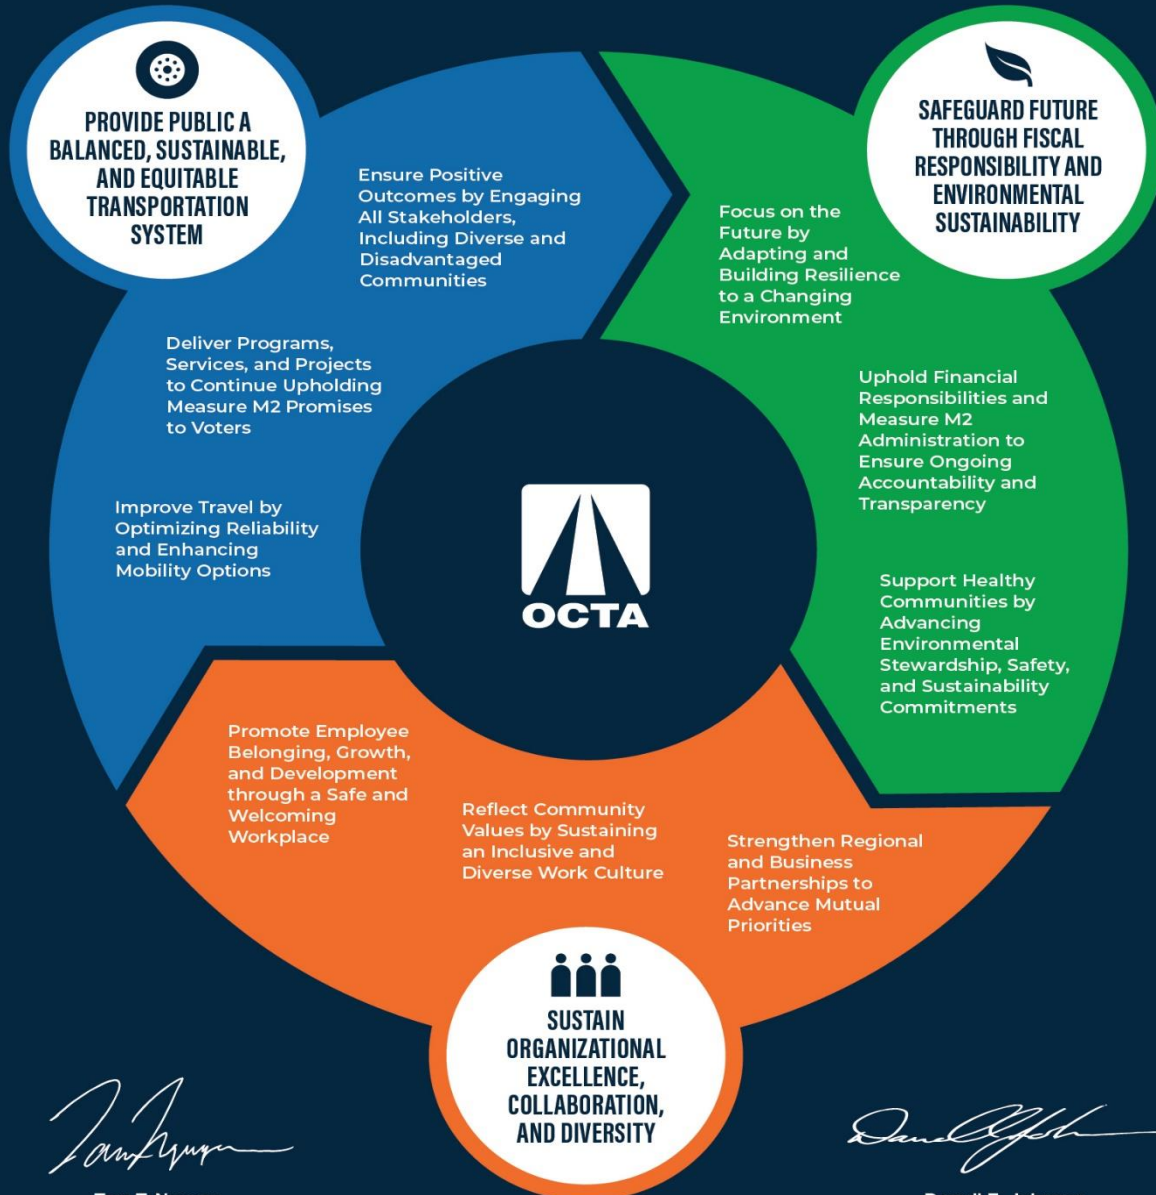 PROVIDE PUBLIC A
BALANCED, SUSTAINABLE,
AND EQUITABLE
TRANSPORTATION
SYSTEM
SAFEGUARD FUTURE
THROUGH FISCAL
RESPONSIBILITY AND
ENVIRONMENTAL
SUSTAINABILITY
Ensure Positive
Outcomes by Engaging
All Stakeholders,
Including Diverse and
Disadvantaged
Communities
Focus on the
Future by
Adapting and
Building Resilience
to a Changing
Environment
Deliver Programs,
Services, and Projects
to Continue Upholding
Measure M2 Promises
to Voters
Uphold Financial
Responsibilities and
Measure M2
Administration to
Ensure Ongoing
Accountability and
Transparency
Improve Travel by
Optimizing Reliability
and Enhancing
Mobility Options
OCTA
Support Healthy
Communities by
Advancing
Environmental
Stewardship, Safety,
and Sustainability
Commitments
Promote Employee
Belonging, Growth,
and Development
through a Safe and
Welcoming
Workplace
Reflect Community
Values by Sustaining
an Inclusive and
Diverse Work Culture
Strengthen Regional
and Business
Partnerships to
Advance Mutual
Priorities
SUSTAIN
ORGANIZATIONAL
EXCELLENCE,
COLLABORATION,
AND DIVERSITY